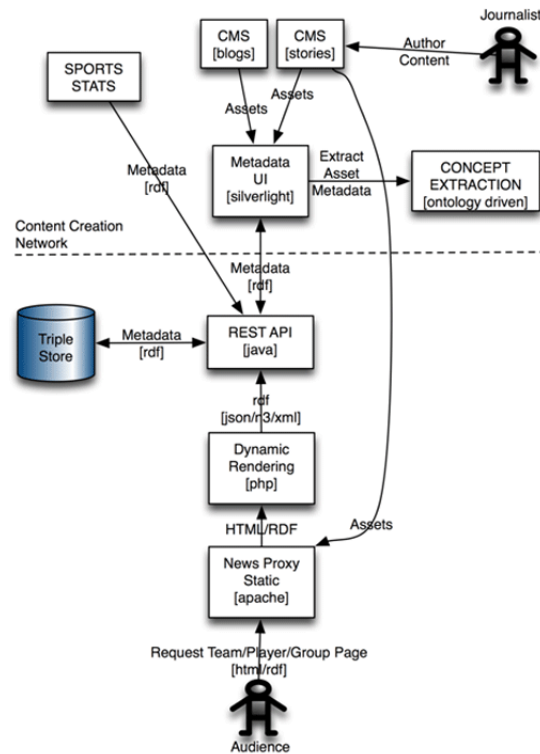 Journalist
CMS
[blogs]
CMS
[stories]
Author
Content
SPORTS
STATS
Assets
Assets
Metadata
[rdf]
Metadata
UI
[silverlight]
Extract
Asset
Metadata
CONCEPT
EXTRACTION
[ontology driven]
Content Creation
Network
Metadata
[rdf]
Triple
Store
Metadata
[rdf]
REST API
[java]
rdf
[json/n3/xml]
Dynamic
Rendering
[php]
HTML/RDF
Assets
News Proxy
Static
[apache]
Request Team/Player/Group Page
[html/rdf]
Audience